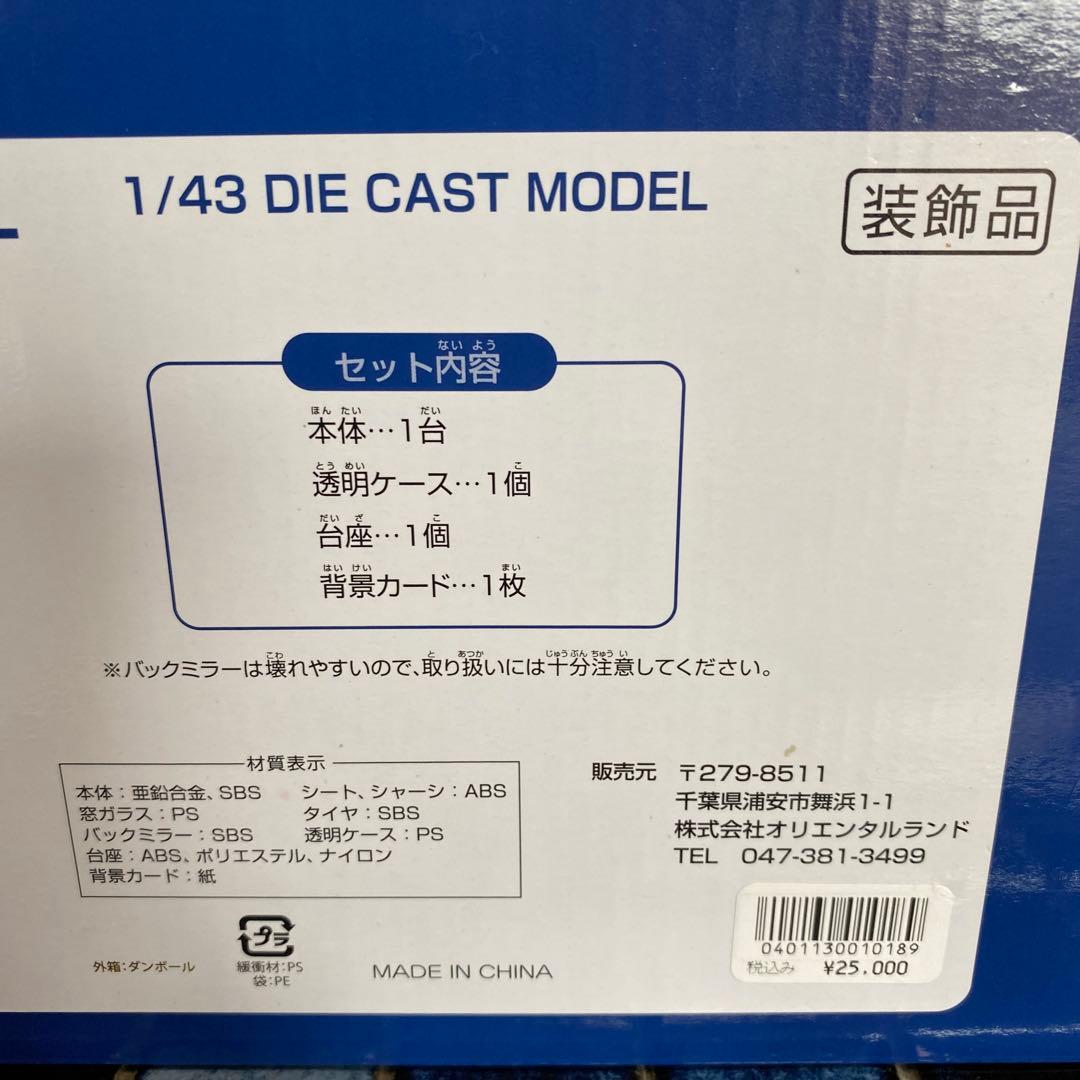 1/43 DIE CAST MODEL
装飾品
ないよう
セット内容
ほんたい だい
本体…1台
とうめい こ
透明ケース…1個
だいざ こ
台座…1個
はいけい まい
背景カード…1枚
こわ と あつか じゅうぶんちゅうい
※バックミラーは壊れやすいので、取り扱いには十分注意してください。
材質表示
本体：亜鉛合金、SBS シート、シャーシ：ABS
窓ガラス：PS タイヤ：SBS
バックミラー：SBS 透明ケース：PS
台座：ABS、ポリエステル、ナイロン
背景カード：紙
販売元 〒279-8511
千葉県浦安市舞浜1-1
株式会社オリエンタルランド
TEL 047-381-3499
プラ
外箱：ダンボール
緩衝材：PS
袋：PE
MADE IN CHINA
0401130010189
税込み ¥25,000